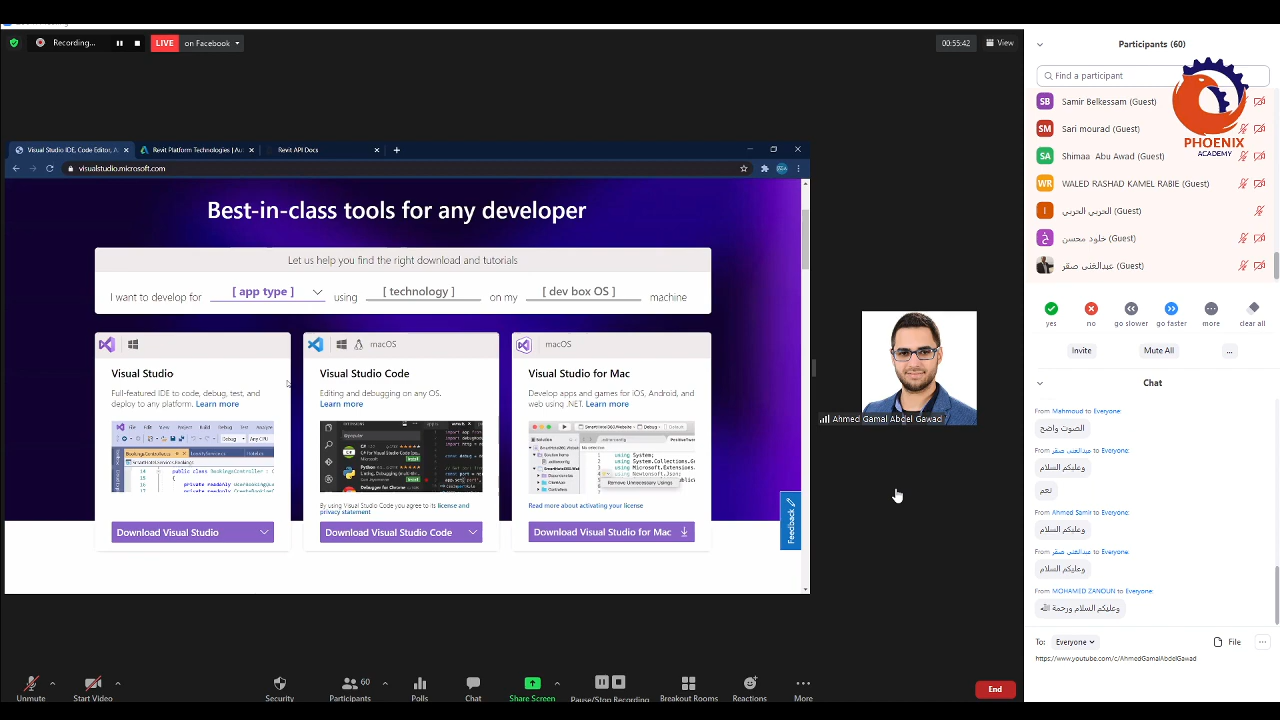 Recording...
LIVE
on Facebook
00:55:42
View
Participants (60)
Find a participant
PHOENIX
ACADEMY
SB
Samir Belkessam (Guest)
SM
Sari mourad (Guest)
SA
Shimaa Abu Awad (Guest)
WR
WALED RASHAD KAMEL RABIE (Guest)
ا
الحربي الحربي (Guest)
خ
خلود محسن (Guest)
عبدالغنى صقر (Guest)
yes
no
go slower
go faster
more
clear all
Invite
Mute All
...
Chat
From Mahmoud to Everyone:
الصوت واضح
From عبدالغنى صقر to Everyone:
وعليكم السلام
نعم
From Ahmed Samir to Everyone:
وعليكم السلام
From عبدالغنى صقر to Everyone:
وعليكم السلام
From MOHAMED ZANOUN to Everyone:
وعليكم السلام ورحمة الله
To:
Everyone
File
https://www.youtube.com/c/AhmedGamalAbdelGawad
Visual Studio IDE, Code Editor, A
Revit Platform Technologies | Au
Revit API Docs
visualstudio.microsoft.com
Best-in-class tools for any developer
Let us help you find the right download and tutorials
I want to develop for [ app type ] using [ technology ] on my [ dev box OS ] machine
Visual Studio
Full-featured IDE to code, debug, test, and
deploy to any platform. Learn more
Download Visual Studio
macOS
Visual Studio Code
Editing and debugging on any OS.
Learn more
By using Visual Studio Code you agree to its license and
privacy statement
Download Visual Studio Code
macOS
Visual Studio for Mac
Develop apps and games for iOS, Android, and
web using .NET. Learn more
using System;
Remove Unnecessary Usings
Read more about activating your license
Download Visual Studio for Mac
Feedback
Ahmed Gamal Abdel Gawad
Unmute
Start Video
Security
60
Participants
Polls
Chat
Share Screen
Pause/Stop Recording
Breakout Rooms
Reactions
More
End